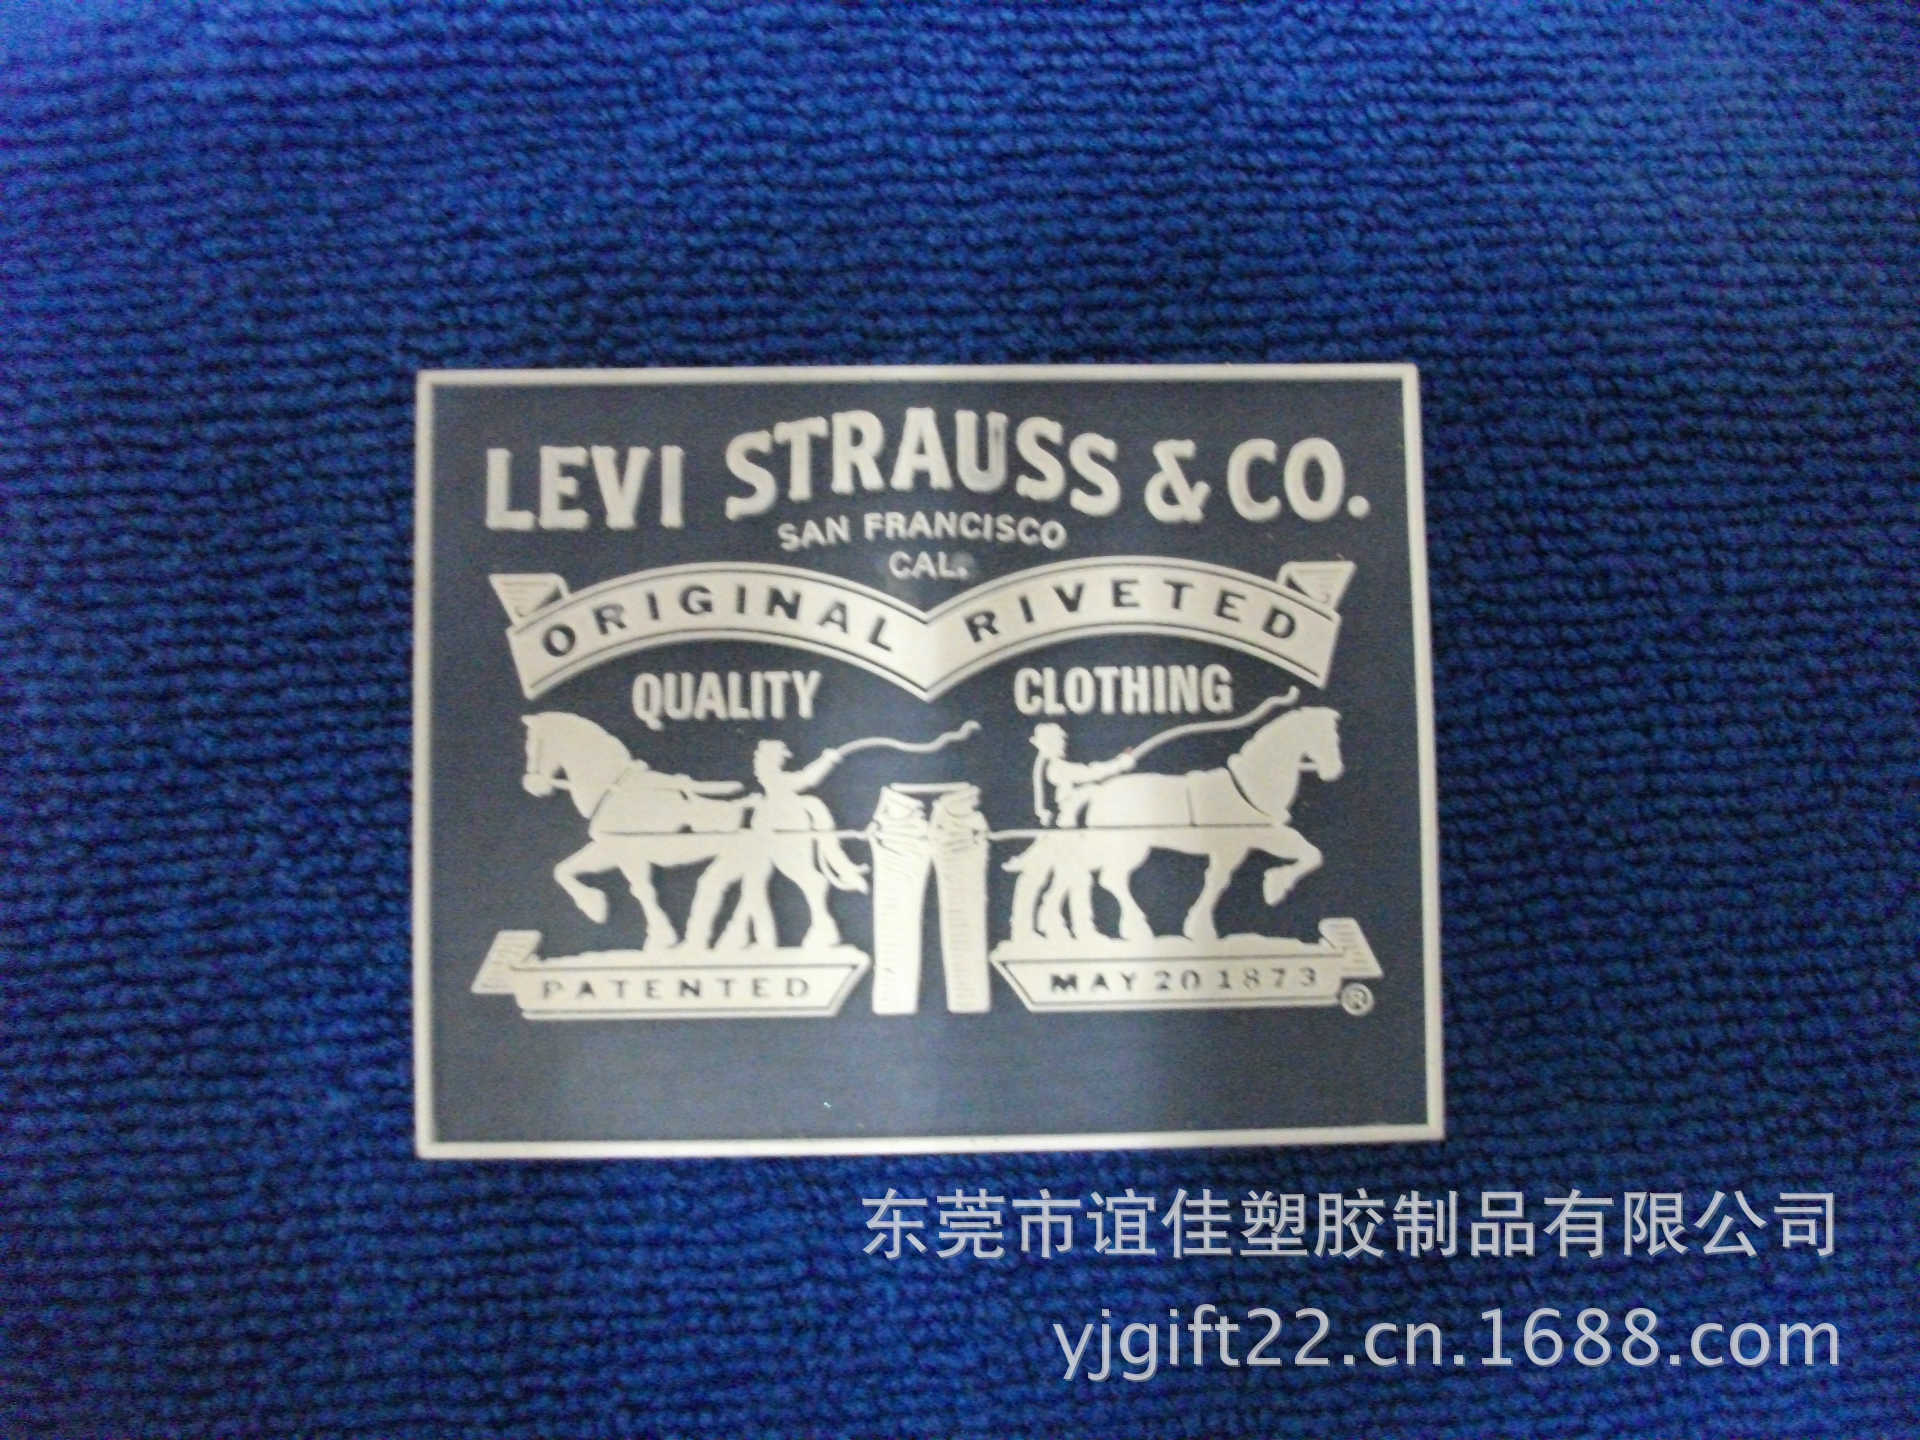 LEVI STRAUSS & CO.
SAN FRANCISCO
CAL.
ORIGINAL RIVETED
QUALITY CLOTHING
PATENTED MAY 20 1873 ®
东莞市谊佳塑胶制品有限公司
yjgift22.cn.1688.com